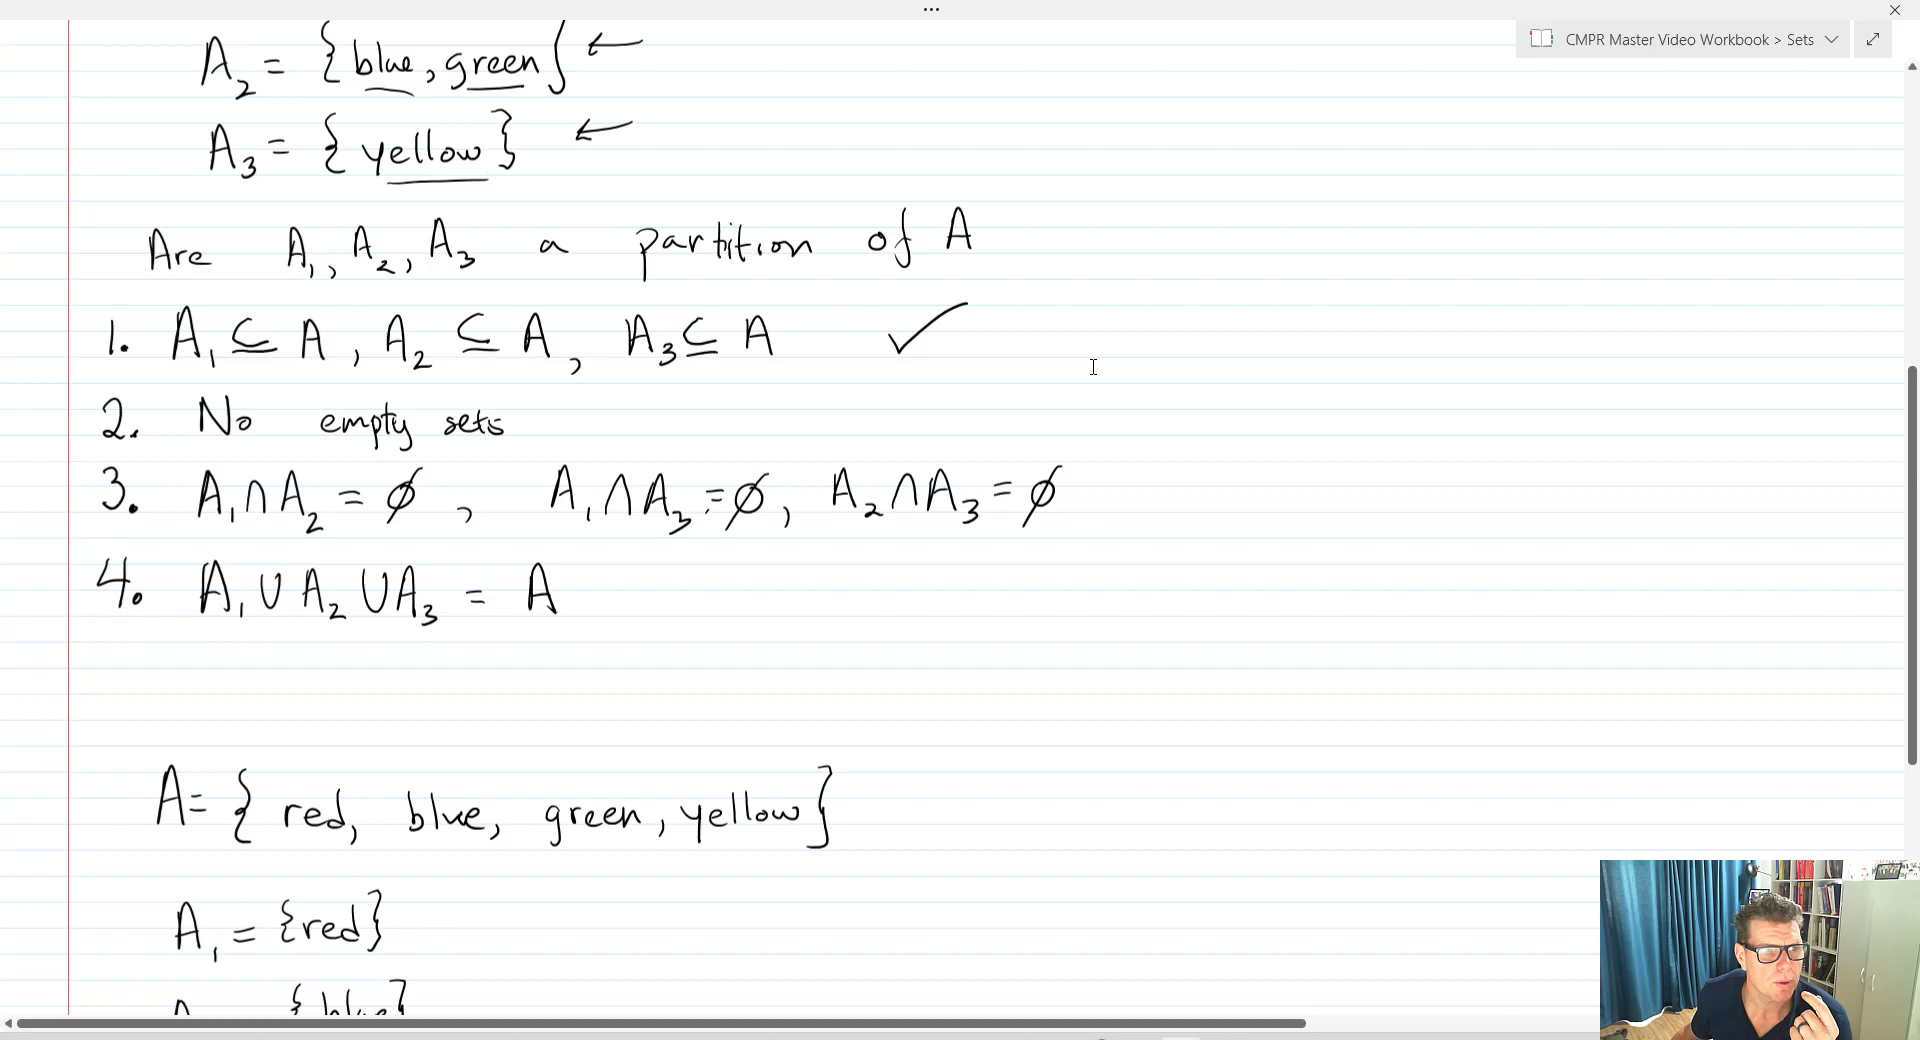 CMPR Master Video Workbook > Sets
A₂ = {blue, green} ←
A₃ = {yellow} ←
Are A₁, A₂, A₃ a partition of A
1. A₁ ⊆ A, A₂ ⊆ A, A₃ ⊆ A ✓
2. No empty sets
3. A₁ ∩ A₂ = ∅, A₁ ∩ A₃ = ∅, A₂ ∩ A₃ = ∅
4. A₁ ∪ A₂ ∪ A₃ = A
A = {red, blue, green, yellow}
A₁ = {red}
{blue}